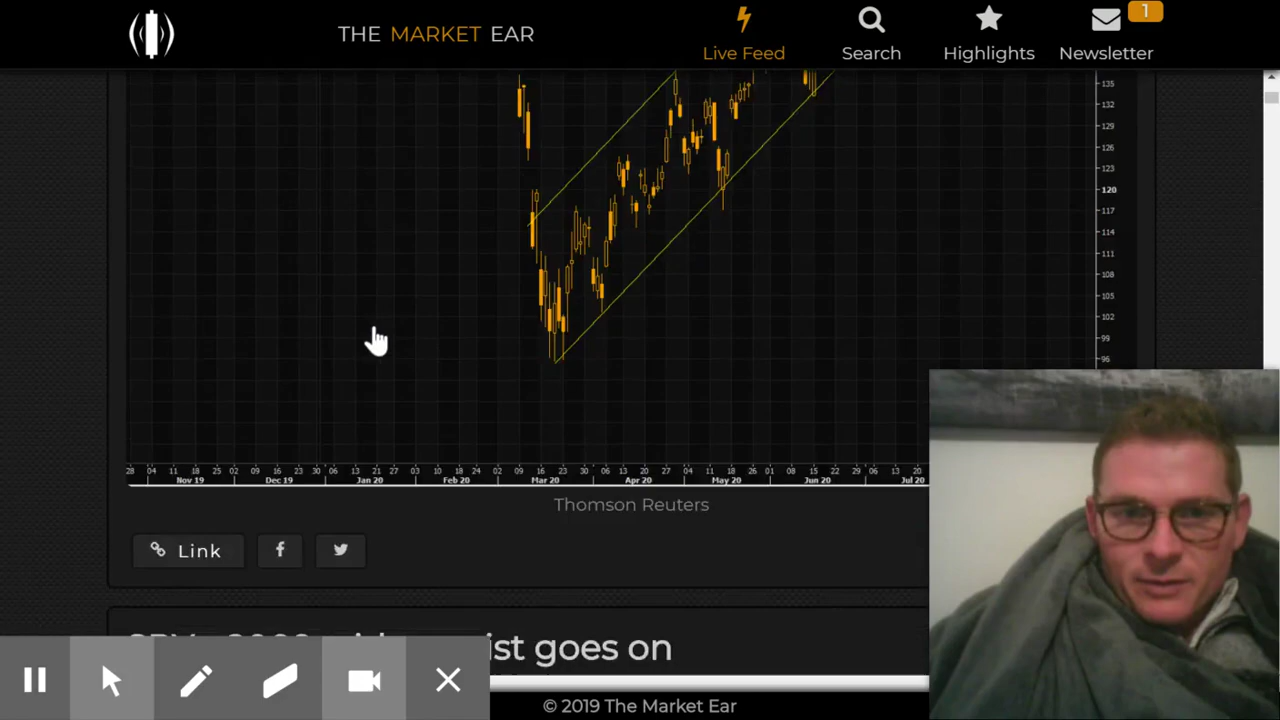 THE MARKET EAR
Live Feed
Search
Highlights
1
Newsletter
135
132
129
126
123
120
117
114
111
108
105
102
99
96
28 04 11 18 25 02 09 16 23 30 06 13 21 27 03 10 18 24 02 09 16 23 30 06 13 20 27 04 11 18 26 01 08 15 22 29 06 13 20
Nov 19 Dec 19 Jan 20 Feb 20 Mar 20 Apr 20 May 20 Jun 20 Jul 20
Thomson Reuters
Link
goes on
© 2019 The Market Ear